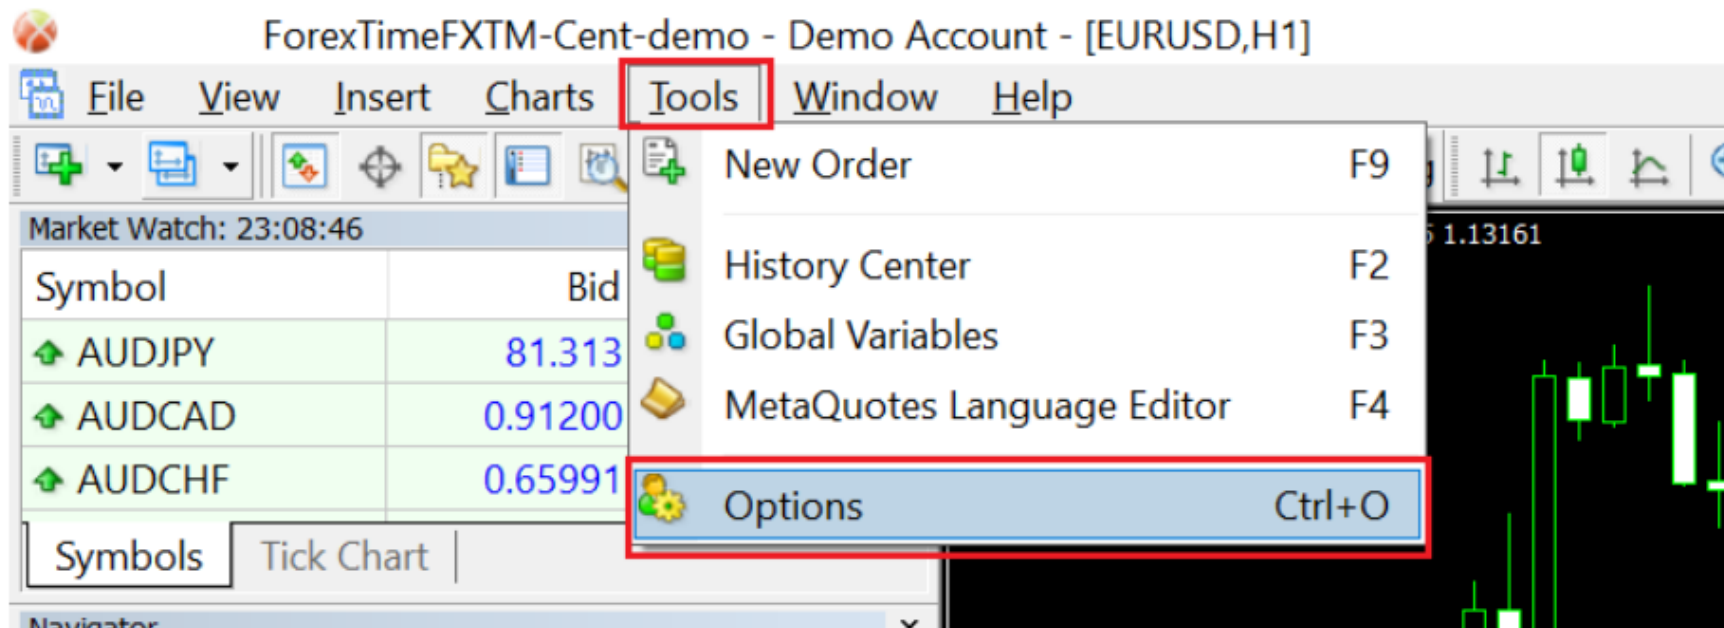 ForexTimeFXTM-Cent-demo - Demo Account - [EURUSD,H1]
File View Insert Charts Tools Window Help
New Order F9
Market Watch: 23:08:46
1.13161
Symbol Bid
History Center F2
Global Variables F3
AUDJPY 81.313
MetaQuotes Language Editor F4
AUDCAD 0.91200
AUDCHF 0.65991
Options Ctrl+O
Symbols Tick Chart
Navigator